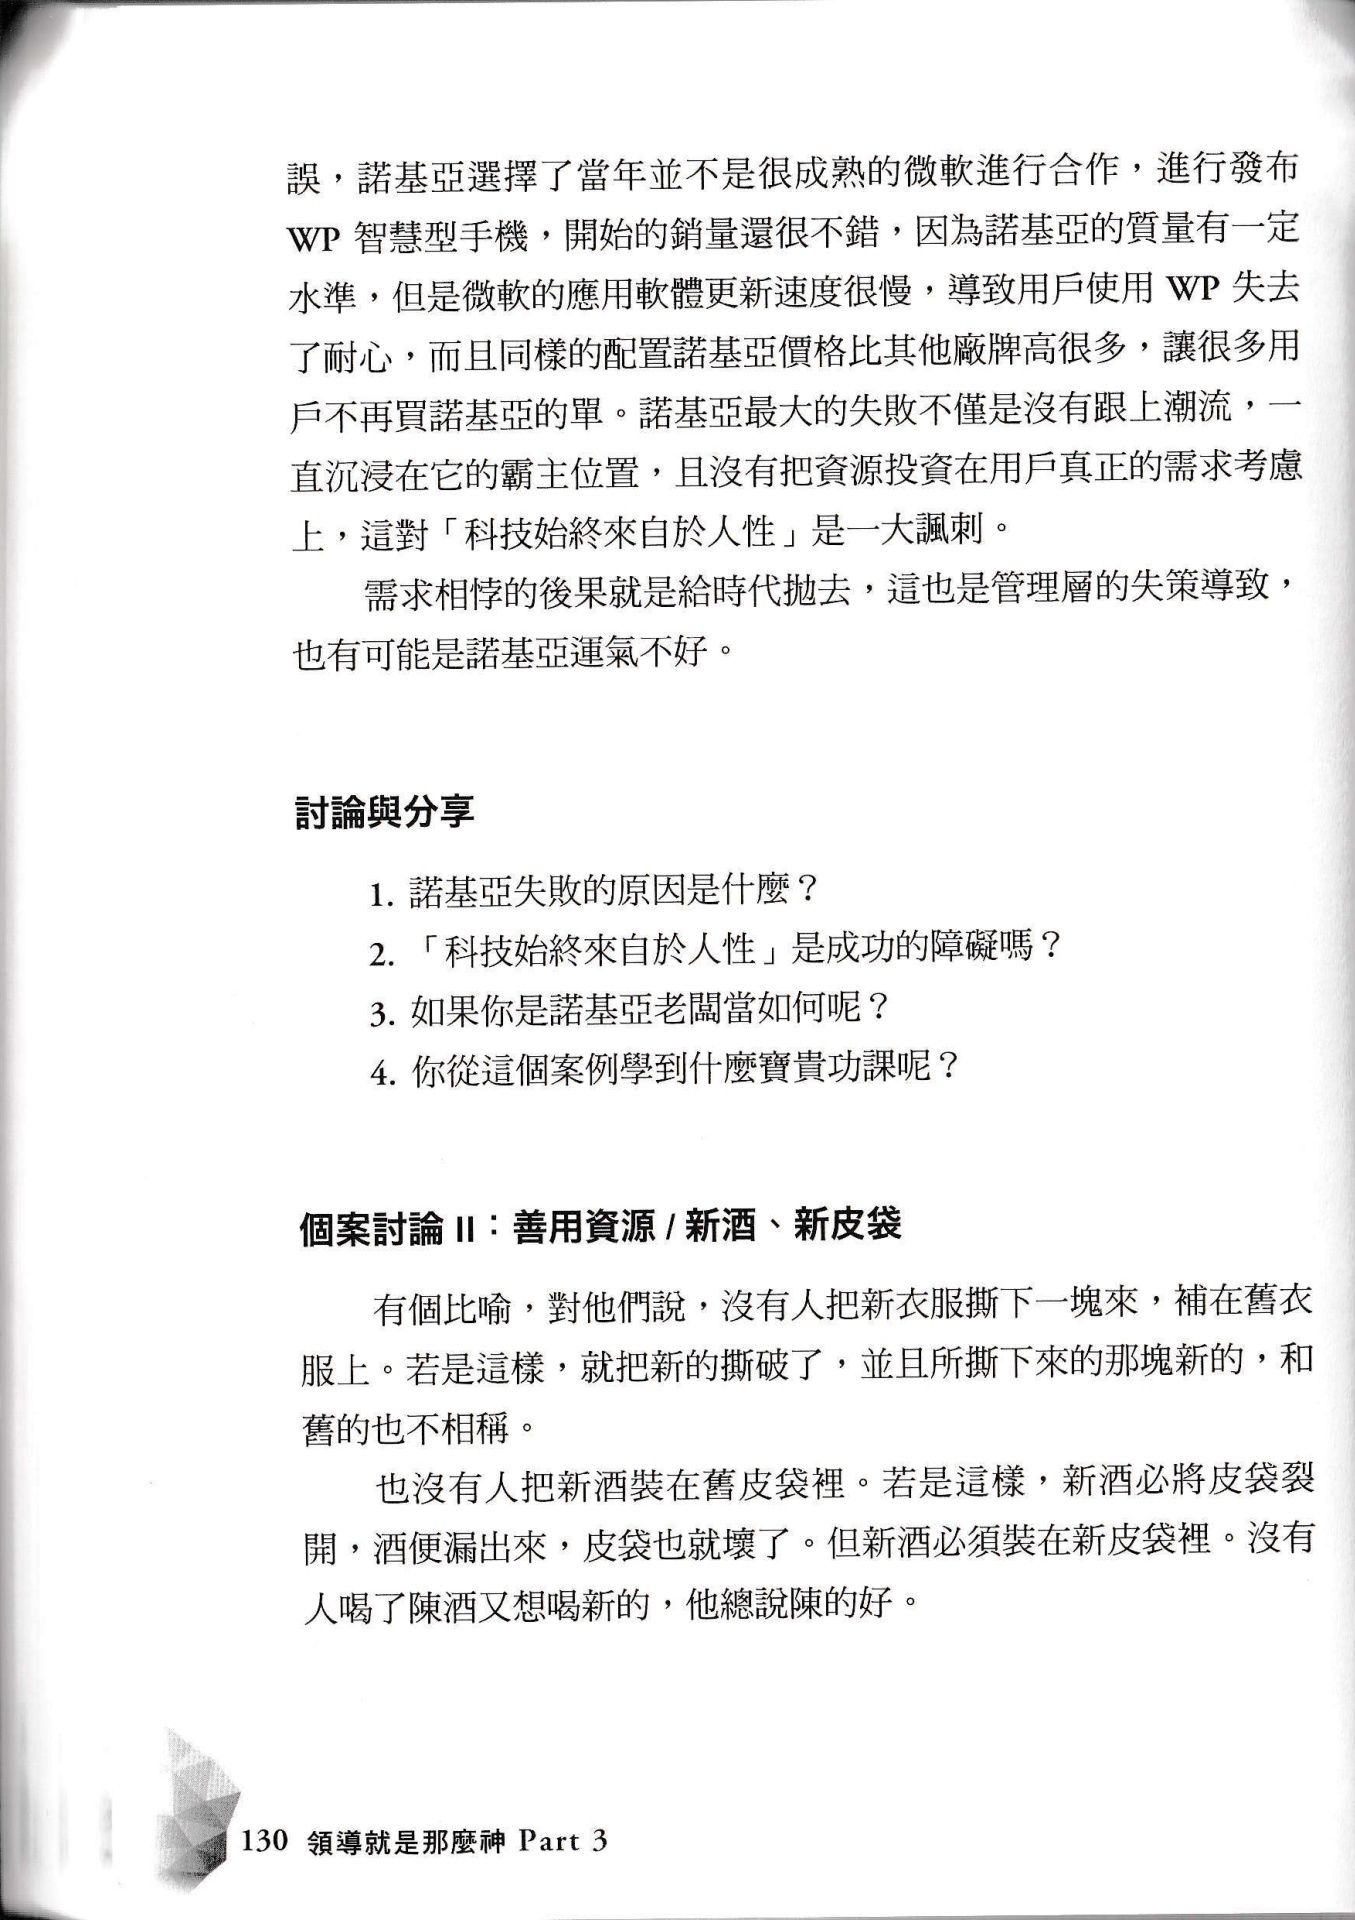 誤，諾基亞選擇了當年並不是很成熟的微軟進行合作，進行發布
WP 智慧型手機，開始的銷量還很不錯，因為諾基亞的質量有一定
水準，但是微軟的應用軟體更新速度很慢，導致用戶使用 WP 失去
了耐心，而且同樣的配置諾基亞價格比其他廠牌高很多，讓很多用
戶不再買諾基亞的單。諾基亞最大的失敗不僅是沒有跟上潮流，一
直沉浸在它的霸主位置，且沒有把資源投資在用戶真正的需求考慮
上，這對「科技始終來自於人性」是一大諷刺。
需求相悖的後果就是給時代拋去，這也是管理層的失策導致，
也有可能是諾基亞運氣不好。
討論與分享
1. 諾基亞失敗的原因是什麼？
2. 「科技始終來自於人性」是成功的障礙嗎？
3. 如果你是諾基亞老闆當如何呢？
4. 你從這個案例學到什麼寶貴功課呢？
個案討論 II：善用資源 / 新酒、新皮袋
有個比喻，對他們說，沒有人把新衣服撕下一塊來，補在舊衣
服上。若是這樣，就把新的撕破了，並且所撕下來的那塊新的，和
舊的也不相稱。
也沒有人把新酒裝在舊皮袋裡。若是這樣，新酒必將皮袋裂
開，酒便漏出來，皮袋也就壞了。但新酒必須裝在新皮袋裡。沒有
人喝了陳酒又想喝新的，他總說陳的好。
130 領導就是那麼神 Part 3